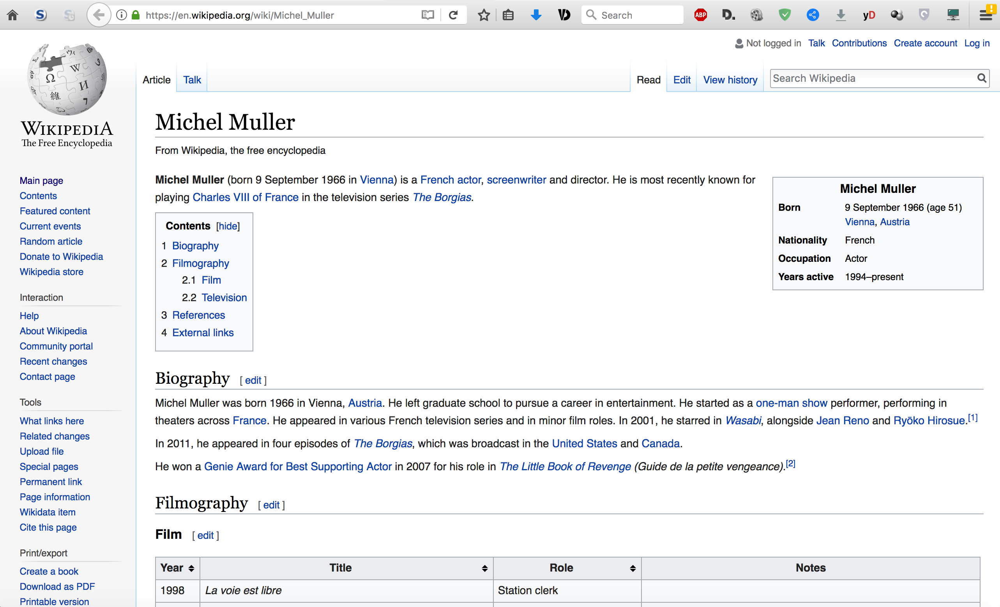 https://en.wikipedia.org/wiki/Michel_Muller
Search
ABP
D.
yD
Not logged in Talk Contributions Create account Log in
Article Talk
Read Edit View history
Search Wikipedia
WIKIPEDIA
The Free Encyclopedia
Main page
Contents
Featured content
Current events
Random article
Donate to Wikipedia
Wikipedia store
Interaction
Help
About Wikipedia
Community portal
Recent changes
Contact page
Tools
What links here
Related changes
Upload file
Special pages
Permanent link
Page information
Wikidata item
Cite this page
Print/export
Create a book
Download as PDF
Printable version
Michel Muller
From Wikipedia, the free encyclopedia
Michel Muller (born 9 September 1966 in Vienna) is a French actor, screenwriter and director. He is most recently known for
playing Charles VIII of France in the television series The Borgias.
Michel Muller
Born 9 September 1966 (age 51)
Vienna, Austria
Nationality French
Occupation Actor
Years active 1994–present
Contents [hide]
1 Biography
2 Filmography
2.1 Film
2.2 Television
3 References
4 External links
Biography [ edit ]
Michel Muller was born 1966 in Vienna, Austria. He left graduate school to pursue a career in entertainment. He started as a one-man show performer, performing in
theaters across France. He appeared in various French television series and in minor film roles. In 2001, he starred in Wasabi, alongside Jean Reno and Ryōko Hirosue.[1]
In 2011, he appeared in four episodes of The Borgias, which was broadcast in the United States and Canada.
He won a Genie Award for Best Supporting Actor in 2007 for his role in The Little Book of Revenge (Guide de la petite vengeance).[2]
Filmography [ edit ]
Film [ edit ]
Year Title Role Notes
1998 La voie est libre Station clerk